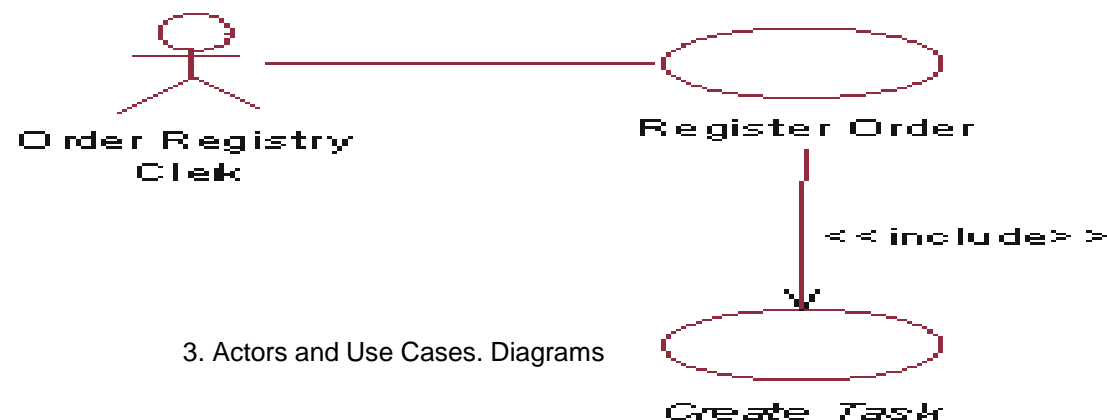 Order Registry
Clerk
Register Order
<<include>>
3. Actors and Use Cases. Diagrams
Create Task